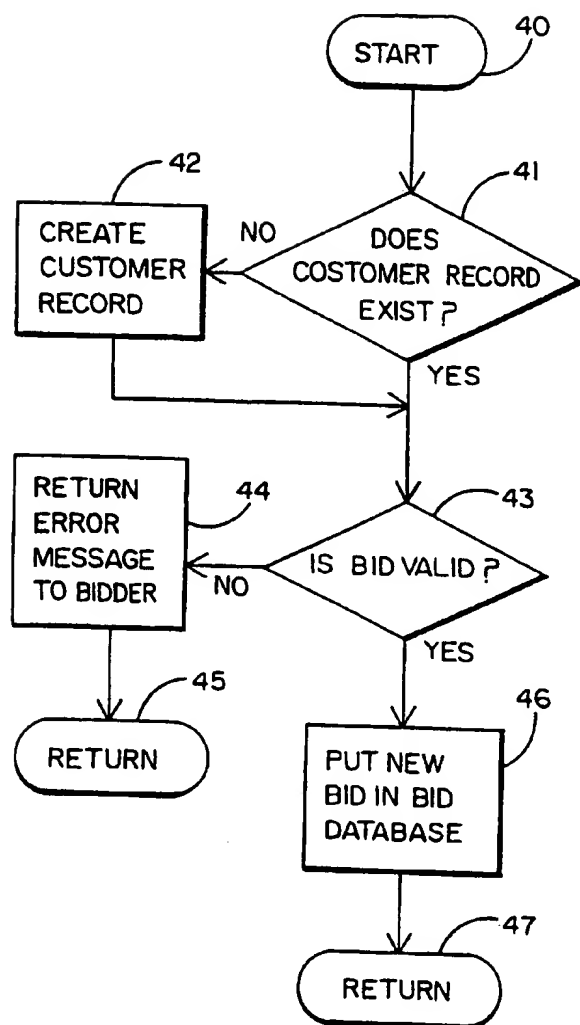 START
40
41
42
DOES
COSTOMER RECORD
EXIST?
NO
CREATE
CUSTOMER
RECORD
YES
43
IS BID VALID?
NO
44
RETURN
ERROR
MESSAGE
TO BIDDER
45
RETURN
YES
46
PUT NEW
BID IN BID
DATABASE
47
RETURN